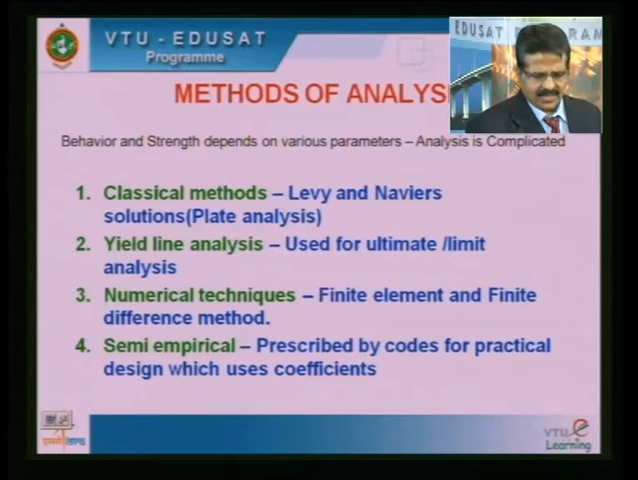 VTU - EDUSAT
Programme
EDUSAT
RAM
METHODS OF ANALYS
Behavior and Strength depends on various parameters – Analysis is Complicated
1. Classical methods – Levy and Naviers
solutions(Plate analysis)
2. Yield line analysis – Used for ultimate /limit
analysis
3. Numerical techniques – Finite element and Finite
difference method.
4. Semi empirical – Prescribed by codes for practical
design which uses coefficients
VTU e
Learning